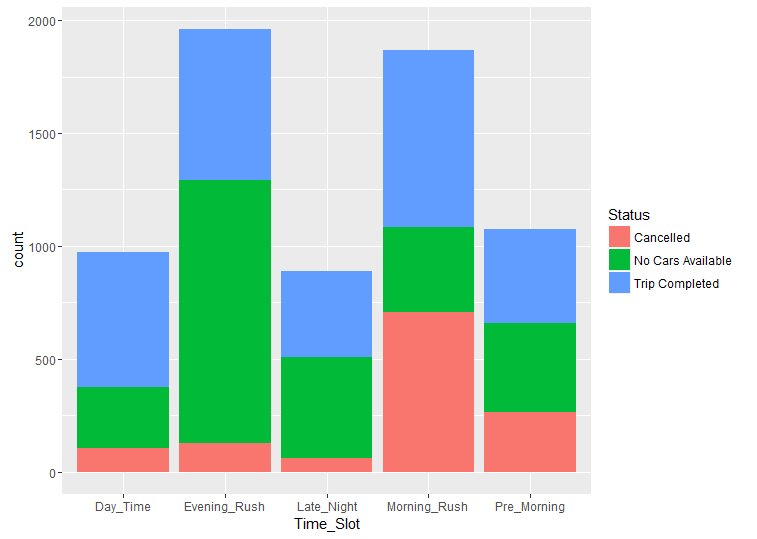 2000
1500
1000
500
0
count
Day_Time
Evening_Rush
Late_Night
Morning_Rush
Pre_Morning
Time_Slot
Status
Cancelled
No Cars Available
Trip Completed